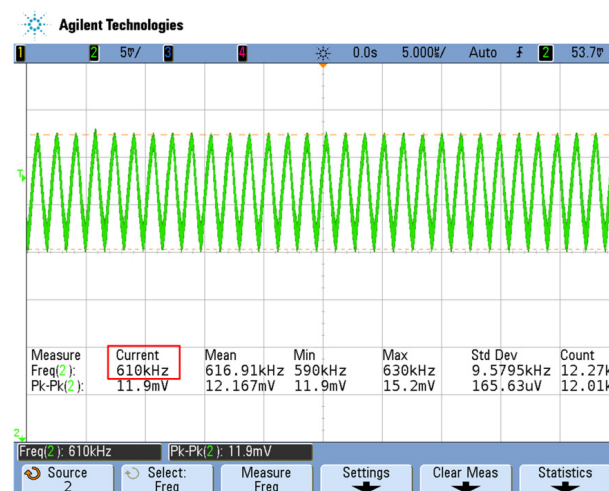 Agilent Technologies
1 2 5▽/ 3 4 0.0s 5.000㎲/ Auto 2 53.7▽
T
Measure Current Mean Min Max Std Dev Count
Freq(2): 610kHz 616.91kHz 590kHz 630kHz 9.5795kHz 12.27k
Pk-Pk(2): 11.9mV 12.167mV 11.9mV 15.2mV 165.63uV 12.01k
2
Freq(2): 610kHz Pk-Pk(2): 11.9mV
Source Select: Measure Settings Clear Meas Statistics
2 Freq Freq